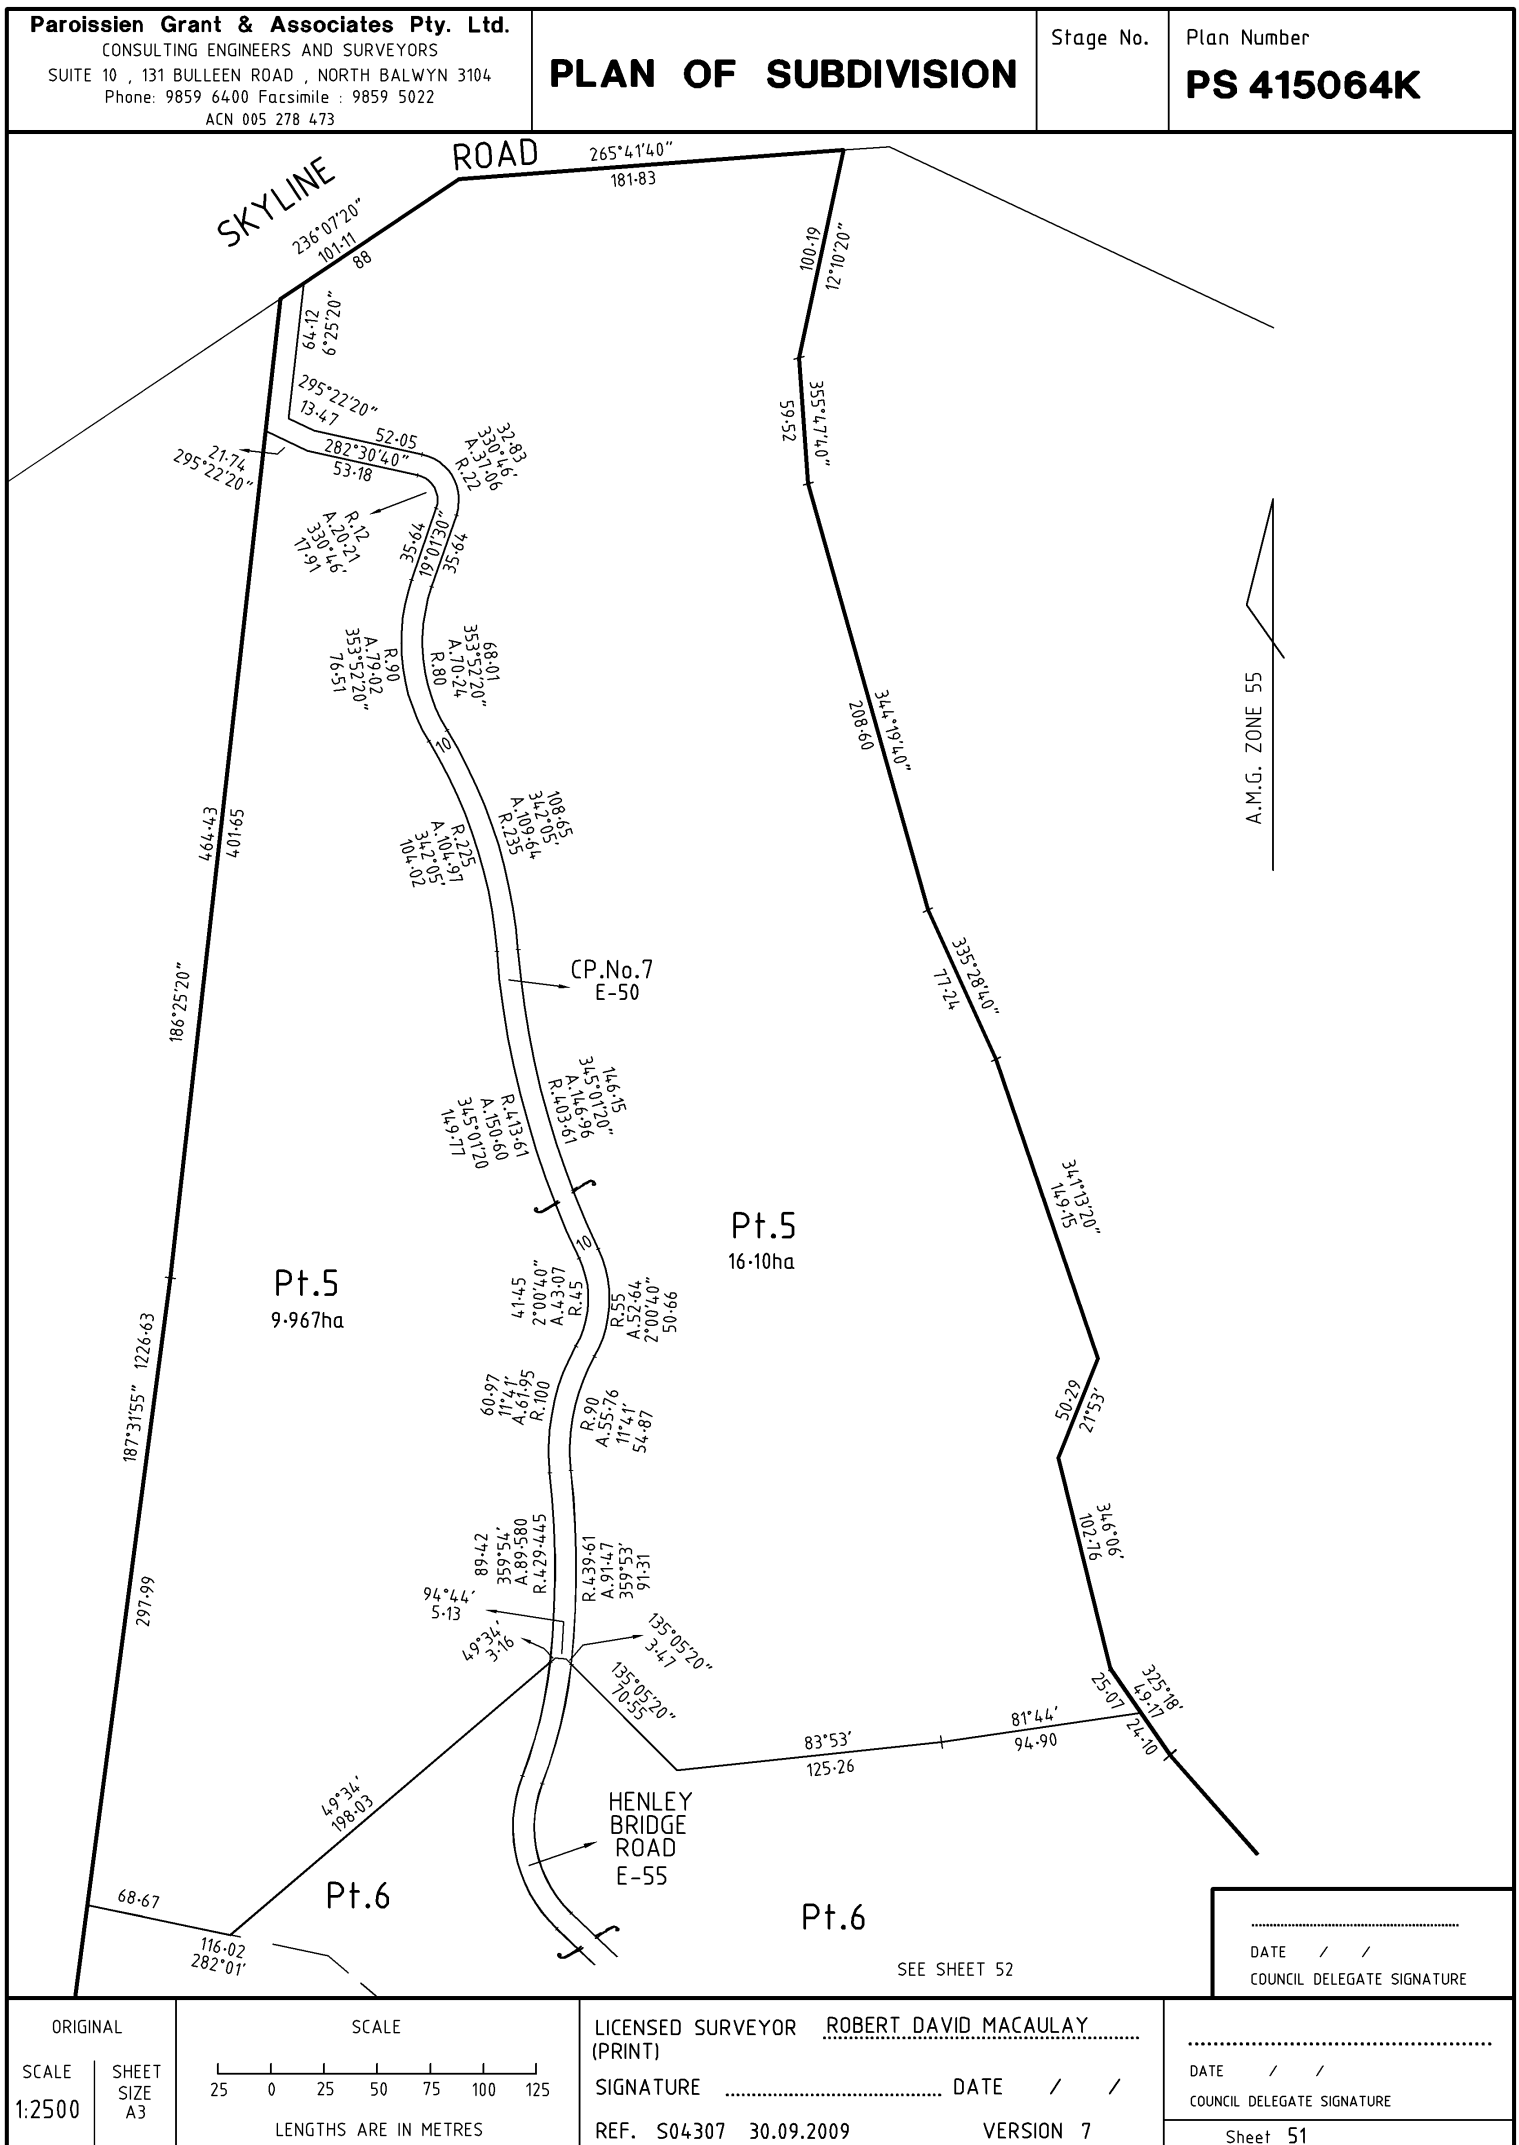 Paroissien Grant & Associates Pty. Ltd.
CONSULTING ENGINEERS AND SURVEYORS
SUITE 10 , 131 BULLEEN ROAD , NORTH BALWYN 3104
Phone: 9859 6400 Facsimile : 9859 5022
ACN 005 278 473
PLAN OF SUBDIVISION
Stage No.
Plan Number
PS 415064K
SKYLINE
ROAD
265°41'40"
181·83
236°07'20"
101·11
88
100·19
12°10'20"
64·12
6°25'20"
295°22'20"
13·47
52·05
282°30'40"
53·18
21·74
295°22'20"
32·83
330°46'
A.37·06
R.22
R.12
A.20·21
330°46'
17·91
35·64
19°01'30"
35·64
355°47'40"
59·52
68·01
353°52'20"
A.70·24
R.80
R.90
A.79·02
353°52'20"
76·51
10
344°19'40"
208·60
A.M.G. ZONE 55
108·65
342°05'
A.109·64
R.235
R.225
A.104·97
342°05'
104·02
464·43
401·65
186°25'20"
CP.No.7
E-50
335°28'40"
77·24
146·15
345°01'20"
A.146·96
R.403·61
R.413·61
A.150·60
345°01'20
149·77
341°13'20"
149·15
Pt.5
16·10ha
10
Pt.5
9·967ha
41·45
2°00'40"
A.43·07
R.45
R.55
A.52·64
2°00'40"
50·66
187°31'55" 1226·63
60·97
11°41'
A.61·95
R.100
R.90
A.55·76
11°41'
54·87
50·29
21°53'
346°06'
102·76
89·42
359°54'
A.89·580
R.429·445
R.439·61
A.91·47
359°53'
91·31
297·99
94°44'
5·13
49°34'
3·16
135°05'20"
3·47
135°05'20"
70·55
325°18'
49·17
25·07
24·10
83°53'
125·26
81°44'
94·90
49°34'
198·03
HENLEY
BRIDGE
ROAD
E-55
68·67
116·02
282°01'
Pt.6
Pt.6
SEE SHEET 52
DATE / /
COUNCIL DELEGATE SIGNATURE
ORIGINAL
SCALE
1:2500
SHEET
SIZE
A3
SCALE
25 0 25 50 75 100 125
LENGTHS ARE IN METRES
LICENSED SURVEYOR ROBERT DAVID MACAULAY
(PRINT)
SIGNATURE DATE / /
REF. S04307 30.09.2009 VERSION 7
DATE / /
COUNCIL DELEGATE SIGNATURE
Sheet 51